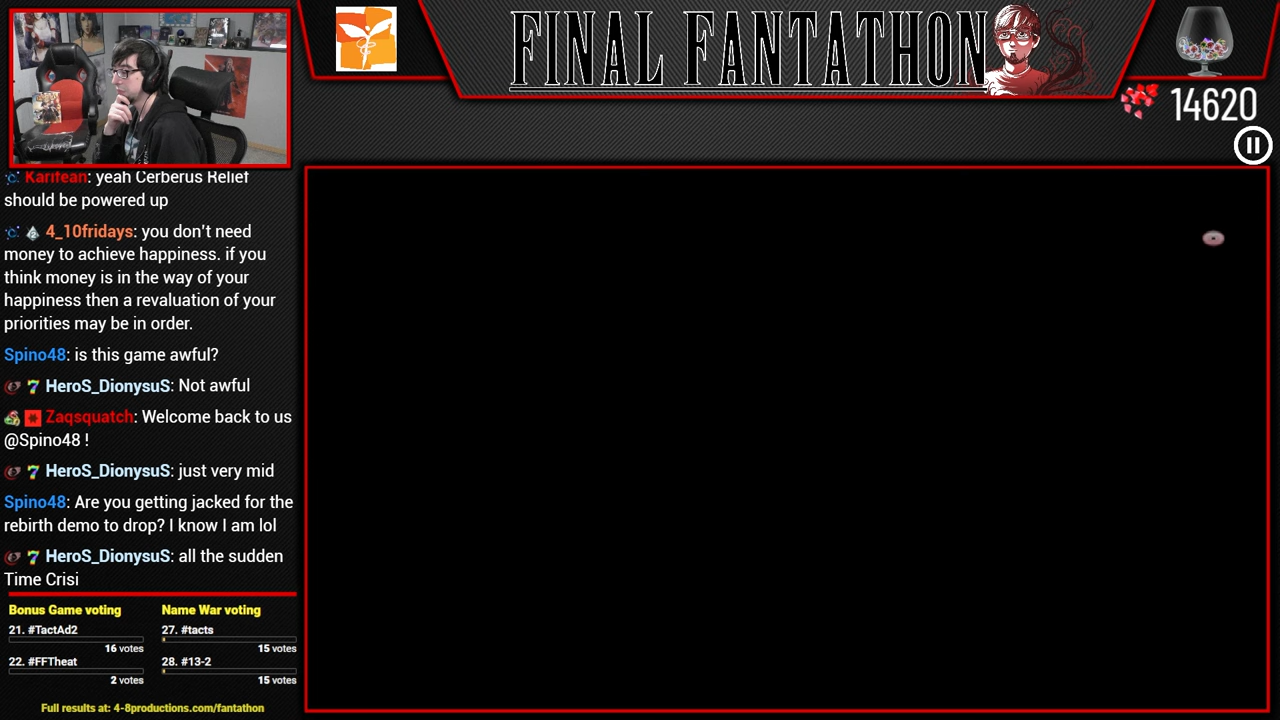 FINAL FANTATHON
14620
Karifean: yeah Cerberus Relief
should be powered up
4_10fridays: you don't need
money to achieve happiness. if you
think money is in the way of your
happiness then a revaluation of your
priorities may be in order.
Spino48: is this game awful?
HeroS_DionysuS: Not awful
Zaqsquatch: Welcome back to us
@Spino48 !
HeroS_DionysuS: just very mid
Spino48: Are you getting jacked for the
rebirth demo to drop? I know I am lol
HeroS_DionysuS: all the sudden
Time Crisi
Bonus Game voting
21. #TactAd2
16 votes
22. #FFTheat
2 votes
Name War voting
27. #tacts
15 votes
28. #13-2
15 votes
Full results at: 4-8productions.com/fantathon